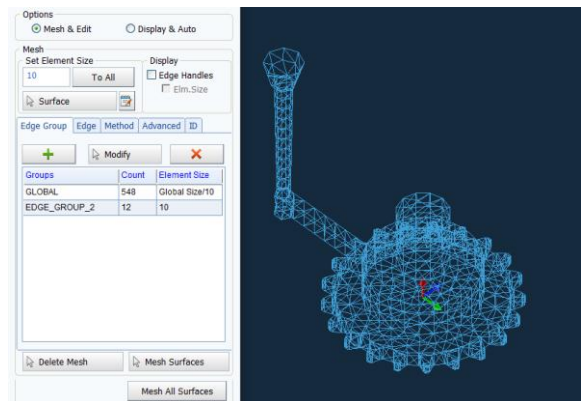 Options
Mesh & Edit Display & Auto
Mesh
Set Element Size Display
10 To All Edge Handles
Elm.Size
Surface
Edge Group Edge Method Advanced ID
Modify
Groups Count Element Size
GLOBAL 548 Global Size/10
EDGE_GROUP_2 12 10
Delete Mesh Mesh Surfaces
Mesh All Surfaces